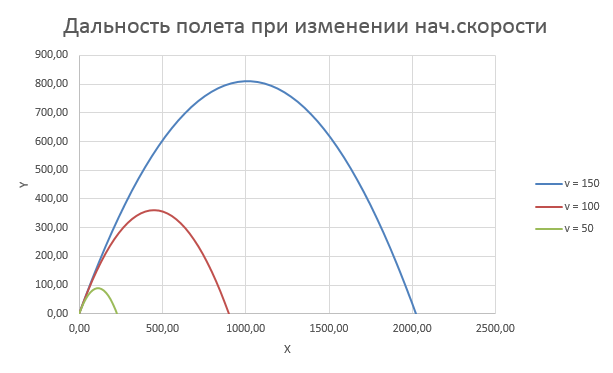 Дальность полета при изменении нач.скорости
900,00
800,00
700,00
600,00
500,00
400,00
300,00
200,00
100,00
0,00
Y
0,00 500,00 1000,00 1500,00 2000,00 2500,00
X
v = 150
v = 100
v = 50